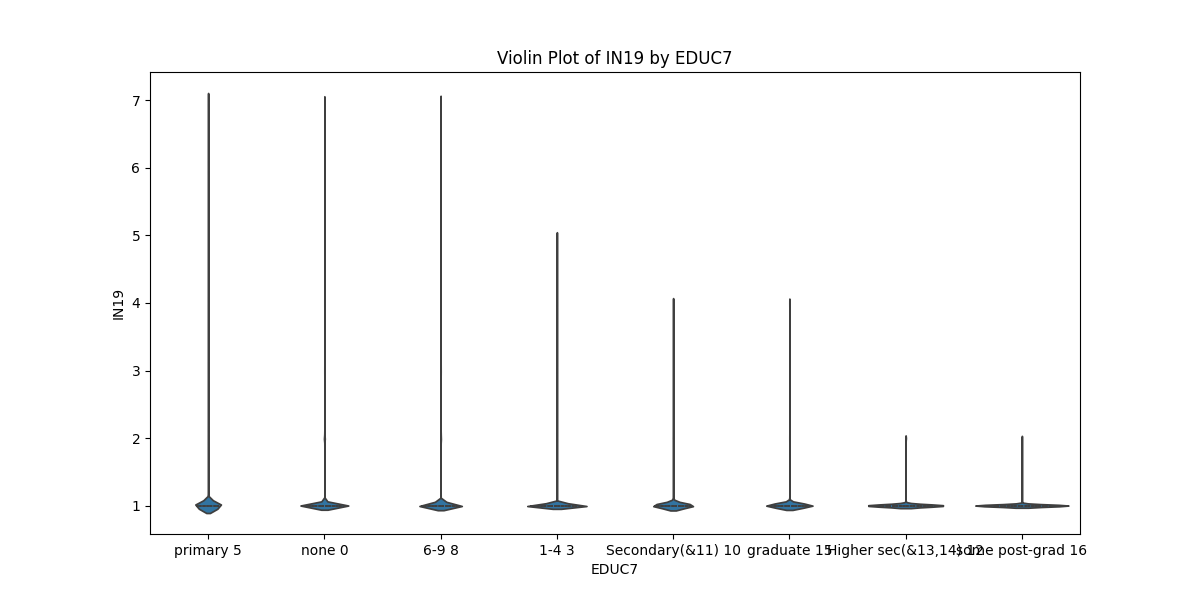 Violin Plot of IN19 by EDUC7
7
6
5
4
3
2
1
IN19
primary 5 none 0 6-9 8 1-4 3 Secondary(&11) 10 graduate 15 Higher sec(&13,14) 12 some post-grad 16
EDUC7